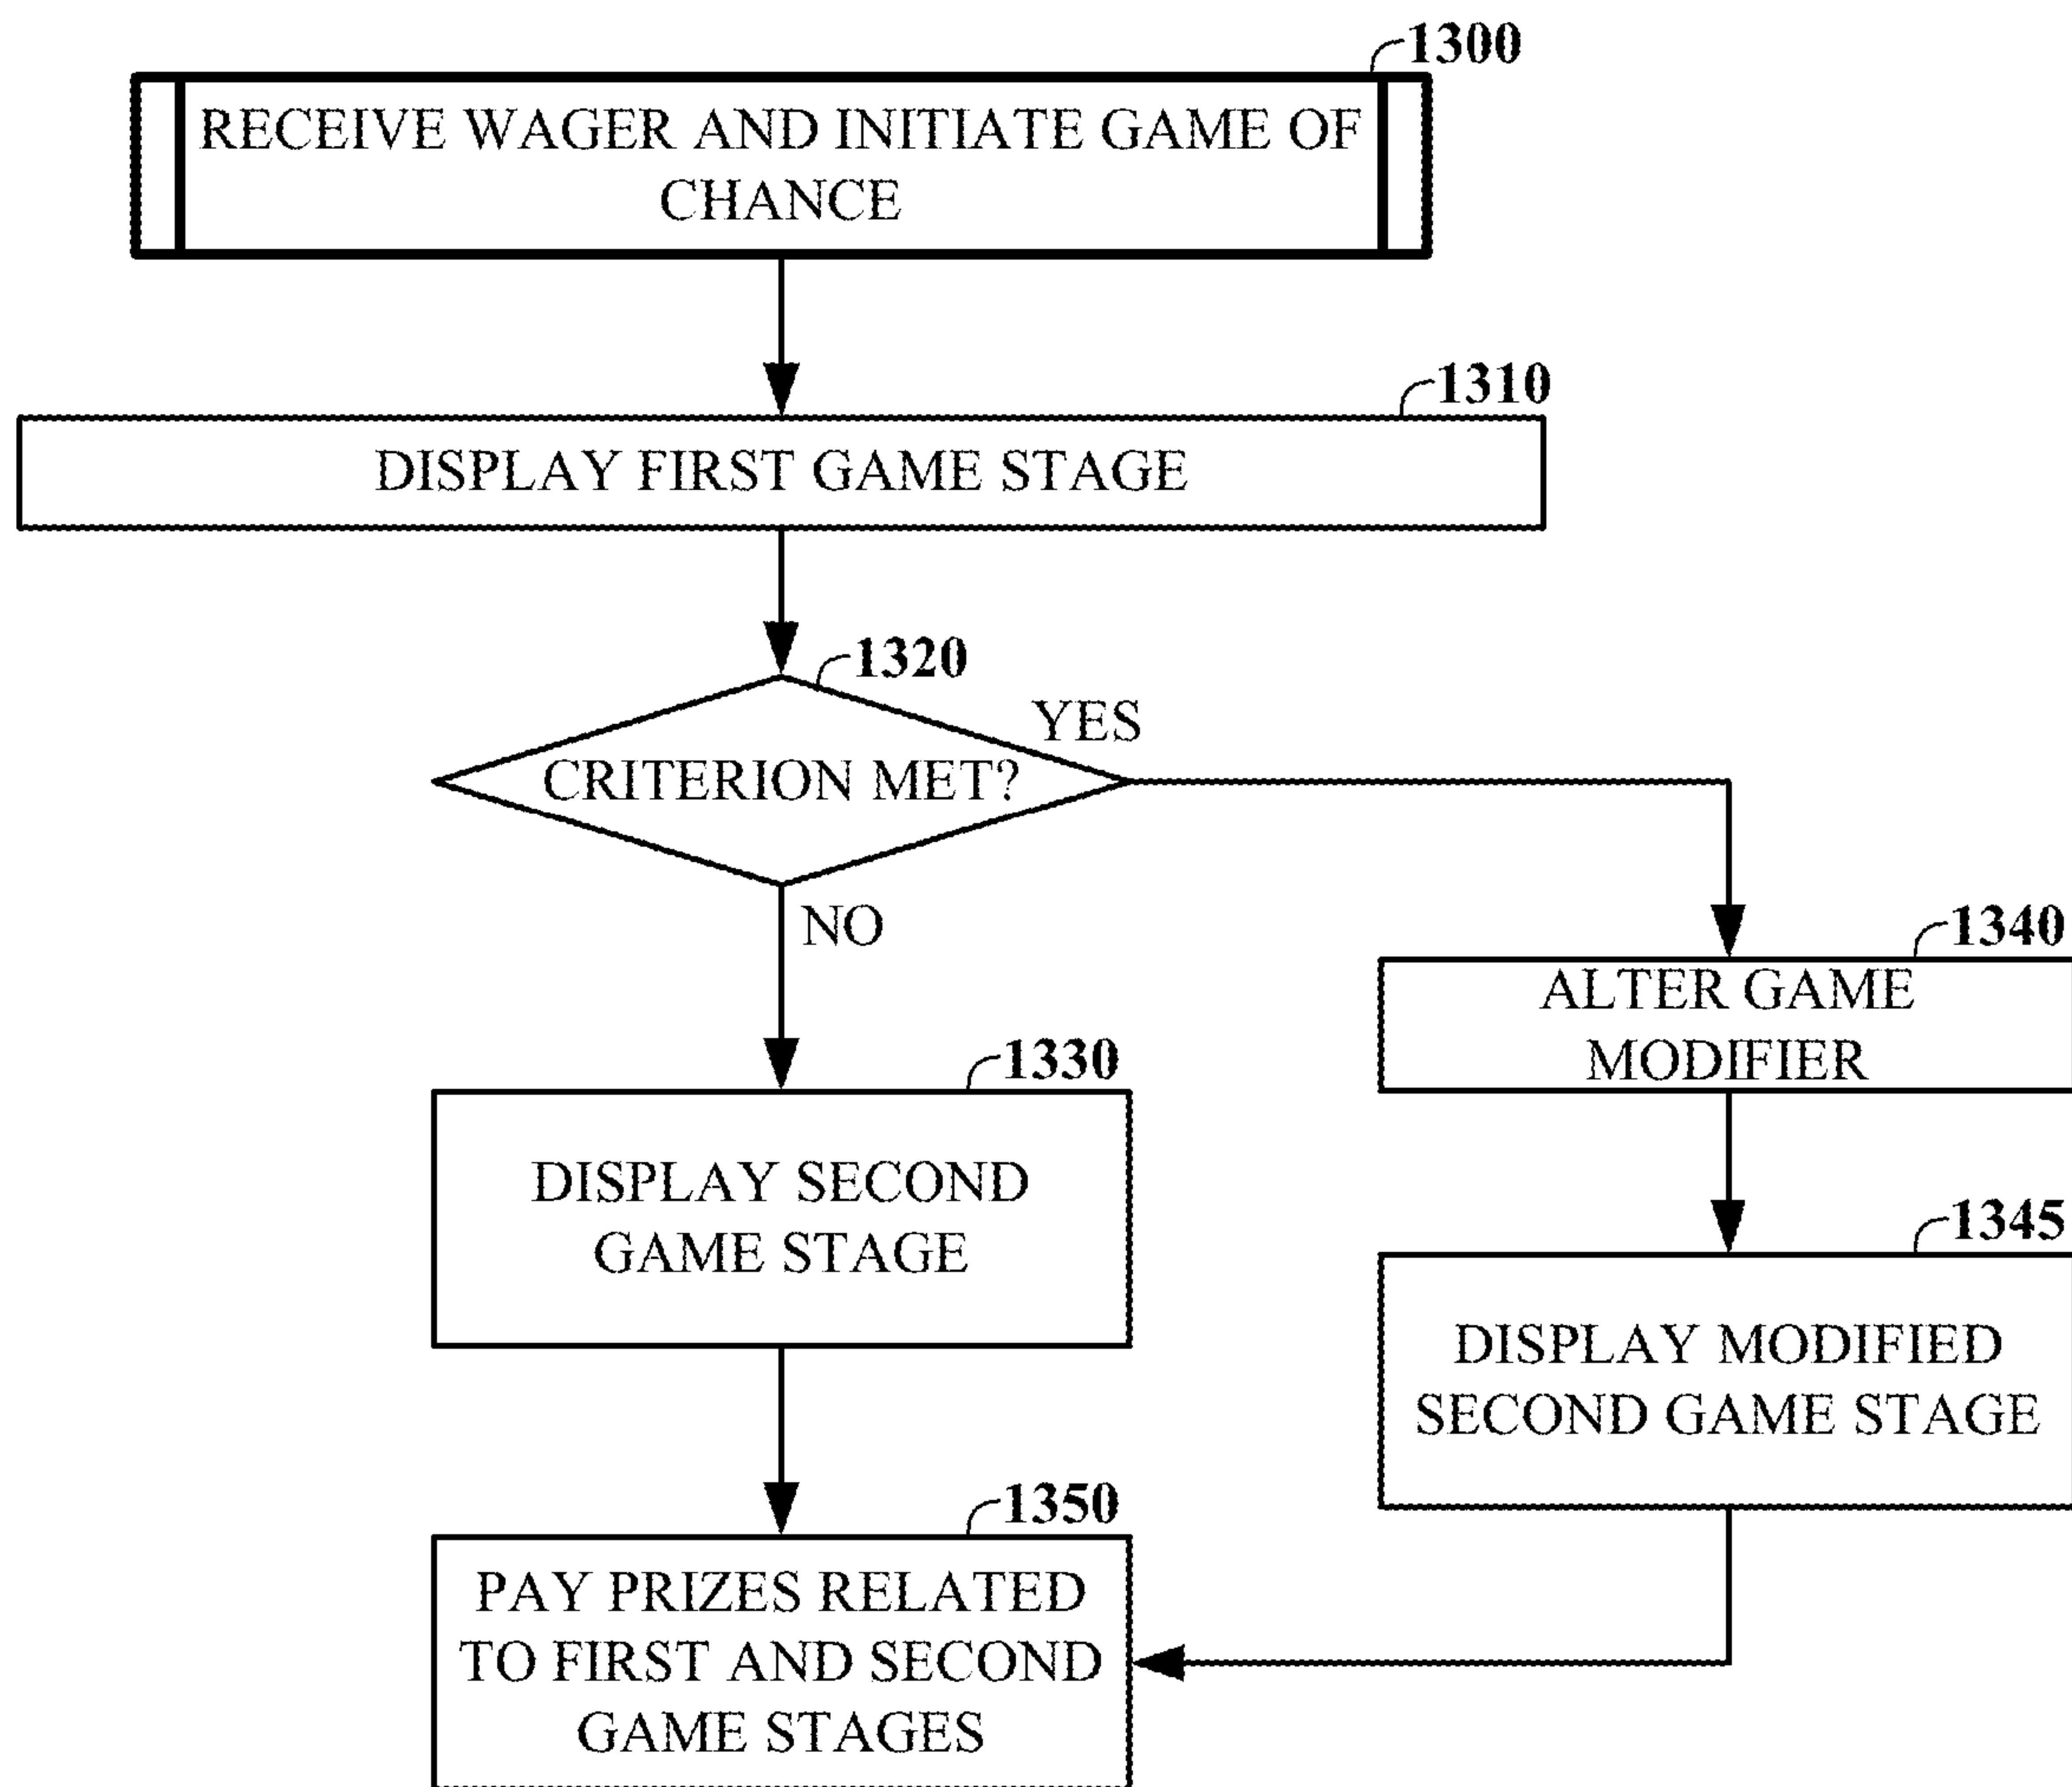 1300
RECEIVE WAGER AND INITIATE GAME OF
CHANCE
1310
DISPLAY FIRST GAME STAGE
1320
YES
CRITERION MET?
NO
1340
ALTER GAME
MODIFIER
1330
DISPLAY SECOND
GAME STAGE
1345
DISPLAY MODIFIED
SECOND GAME STAGE
1350
PAY PRIZES RELATED
TO FIRST AND SECOND
GAME STAGES